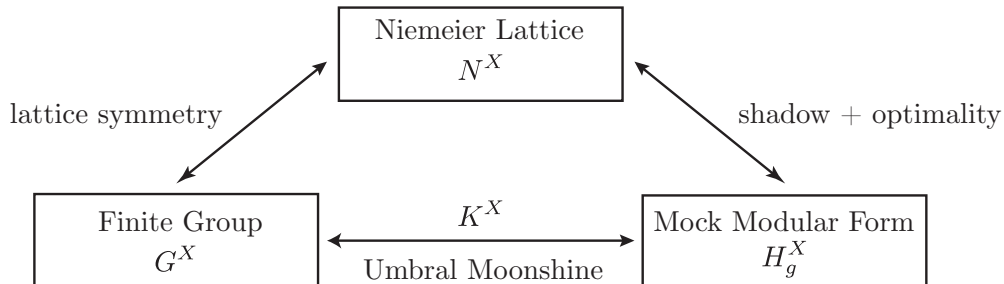 Niemeier Lattice
N^X
lattice symmetry
shadow + optimality
Finite Group
G^X
K^X
Umbral Moonshine
Mock Modular Form
H_g^X